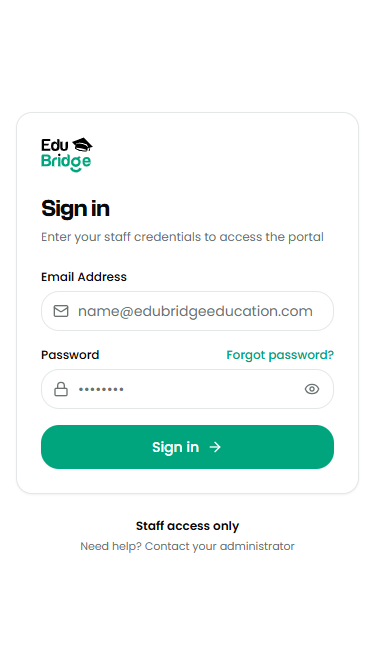 Edu
Bridge
Sign in
Enter your staff credentials to access the portal
Email Address
name@edubridgeeducation.com
Password Forgot password?
••••••••
Sign in →
Staff access only
Need help? Contact your administrator